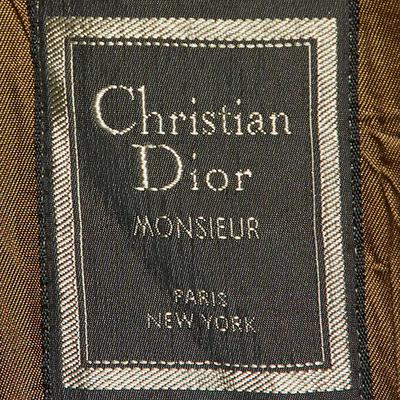 Christian
Dior
MONSIEUR
PARIS
NEW YORK